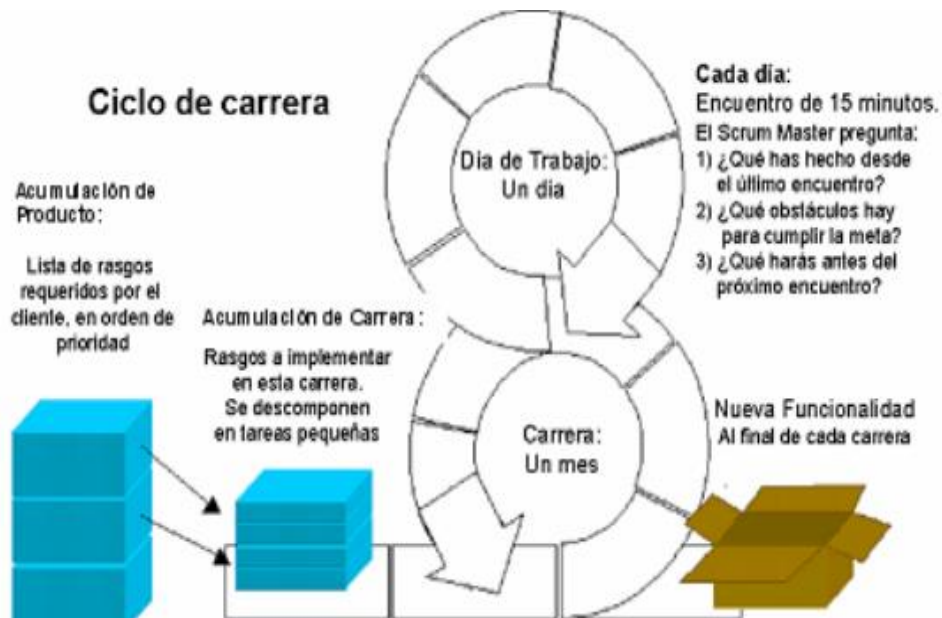 Ciclo de carrera
Acumulación de
Producto:
Lista de rasgos
requeridos por el
cliente, en orden de
prioridad
Acumulación de Carrera:
Rasgos a implementar
en esta carrera.
Se descomponen
en tareas pequeñas
Dia de Trabajo:
Un dia
Carrera:
Un mes
Cada día:
Encuentro de 15 minutos.
El Scrum Master pregunta:
1) ¿Qué has hecho desde
el último encuentro?
2) ¿Qué obstáculos hay
para cumplir la meta?
3) ¿Qué harás antes del
próximo encuentro?
Nueva Funcionalidad
Al final de cada carrera